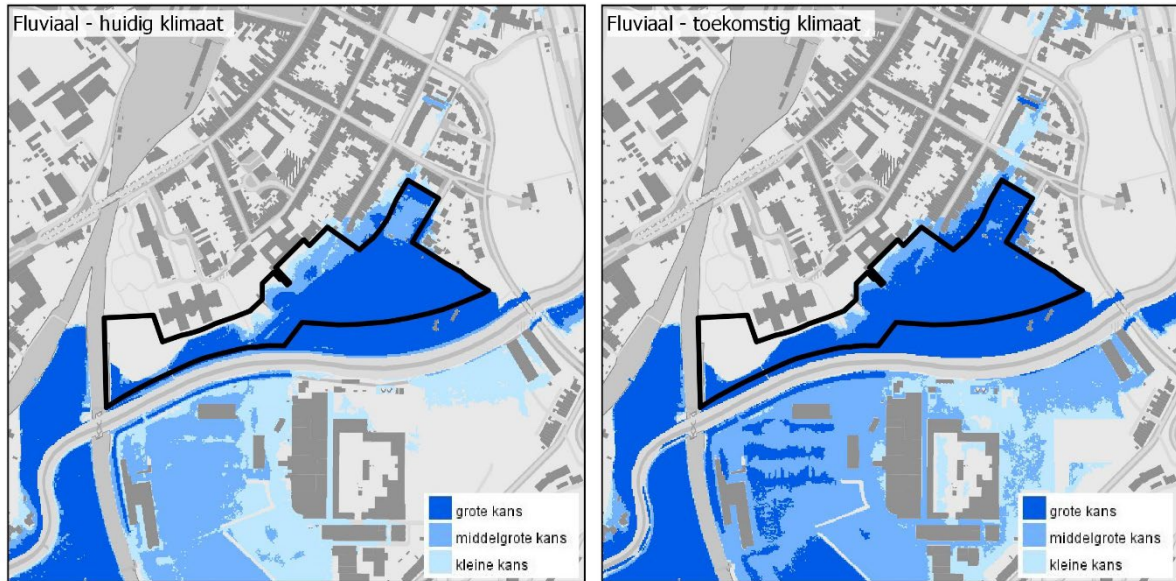 Fluviaal - huidig klimaat
grote kans
middelgrote kans
kleine kans
Fluviaal - toekomstig klimaat
grote kans
middelgrote kans
kleine kans